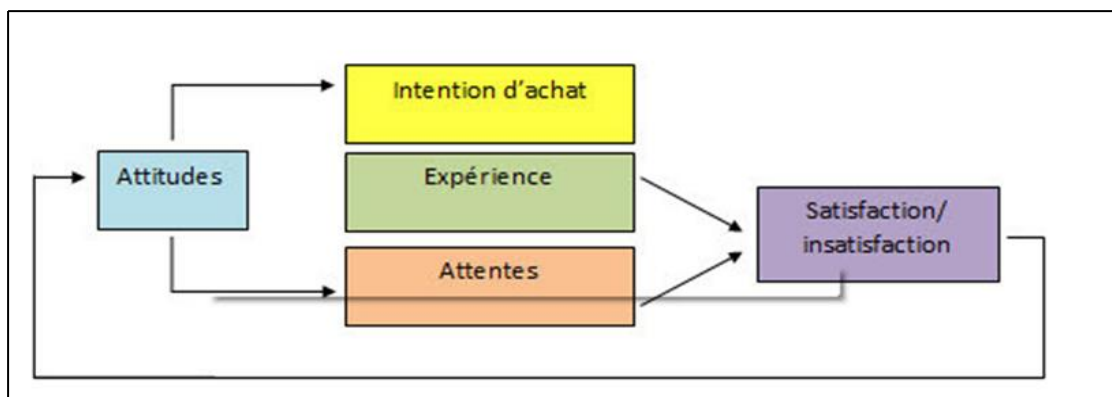 Intention d’achat
Attitudes
Expérience
Satisfaction/
insatisfaction
Attentes